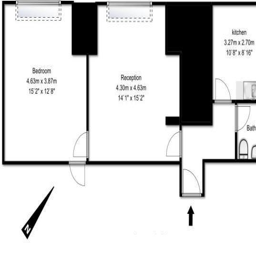 kitchen
3.27m x 2.70m
10'8" x 8'16"
Bedroom
4.63m x 3.87m
15'2" x 12'8"
Reception
4.30m x 4.63m
14'1" x 15'2"
Bath
N